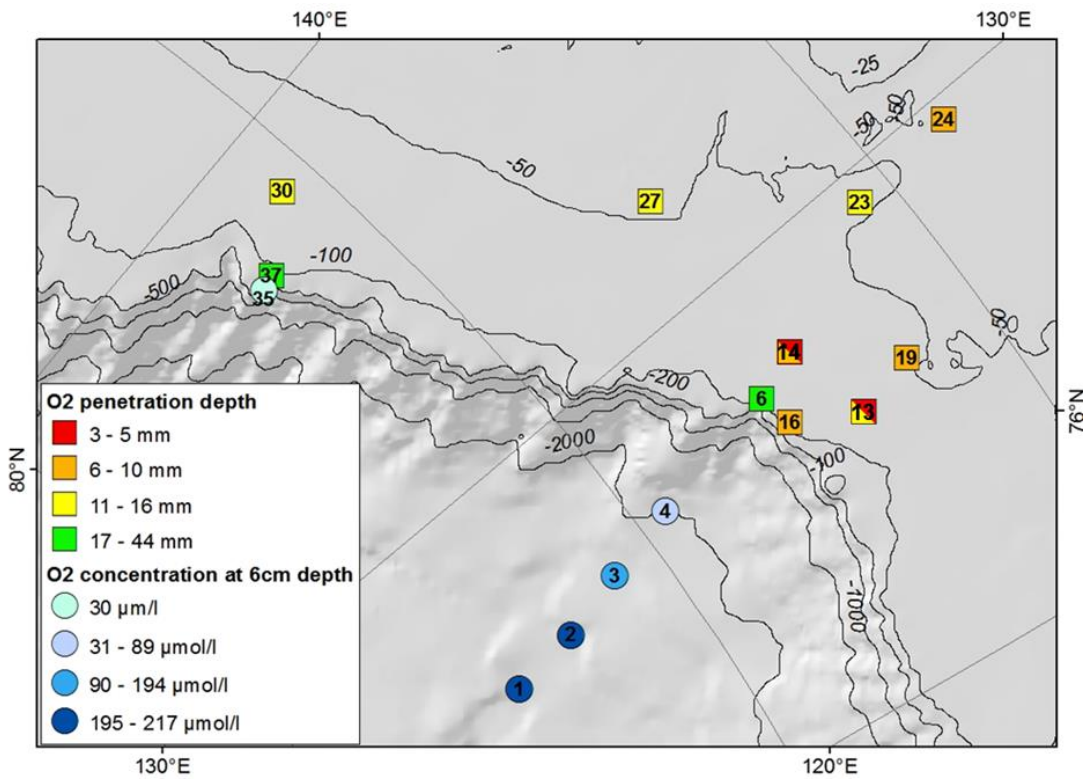 140°E
130°E
-25
-50
-50
24
-50
30
27
23
-100
37
-500
35
-50
14
19
-200
6
O2 penetration depth
13
16
76°N
3 - 5 mm
-2000
-100
80°N
6 - 10 mm
11 - 16 mm
4
17 - 44 mm
O2 concentration at 6cm depth
3
-1000
30 µm/l
31 - 89 µmol/l
2
90 - 194 µmol/l
1
195 - 217 µmol/l
130°E
120°E